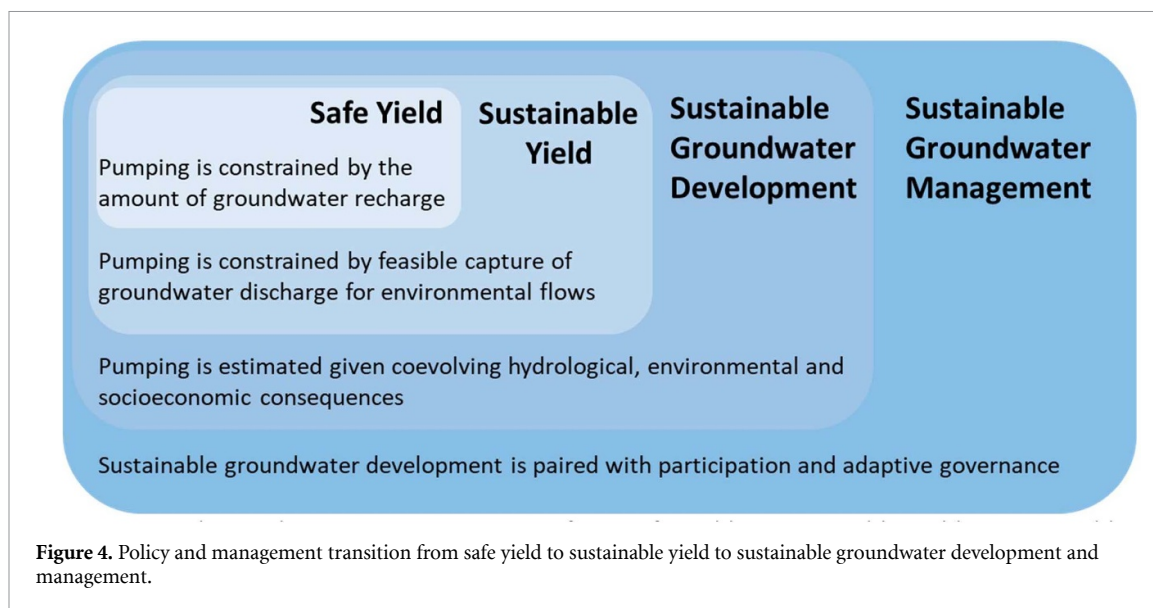 Safe Yield
Pumping is constrained by the
amount of groundwater recharge
Sustainable
Yield
Pumping is constrained by feasible capture of
groundwater discharge for environmental flows
Sustainable
Groundwater
Development
Pumping is estimated given coevolving hydrological, environmental and
socioeconomic consequences
Sustainable
Groundwater
Management
Sustainable groundwater development is paired with participation and adaptive governance
Figure 4. Policy and management transition from safe yield to sustainable yield to sustainable groundwater development and
management.